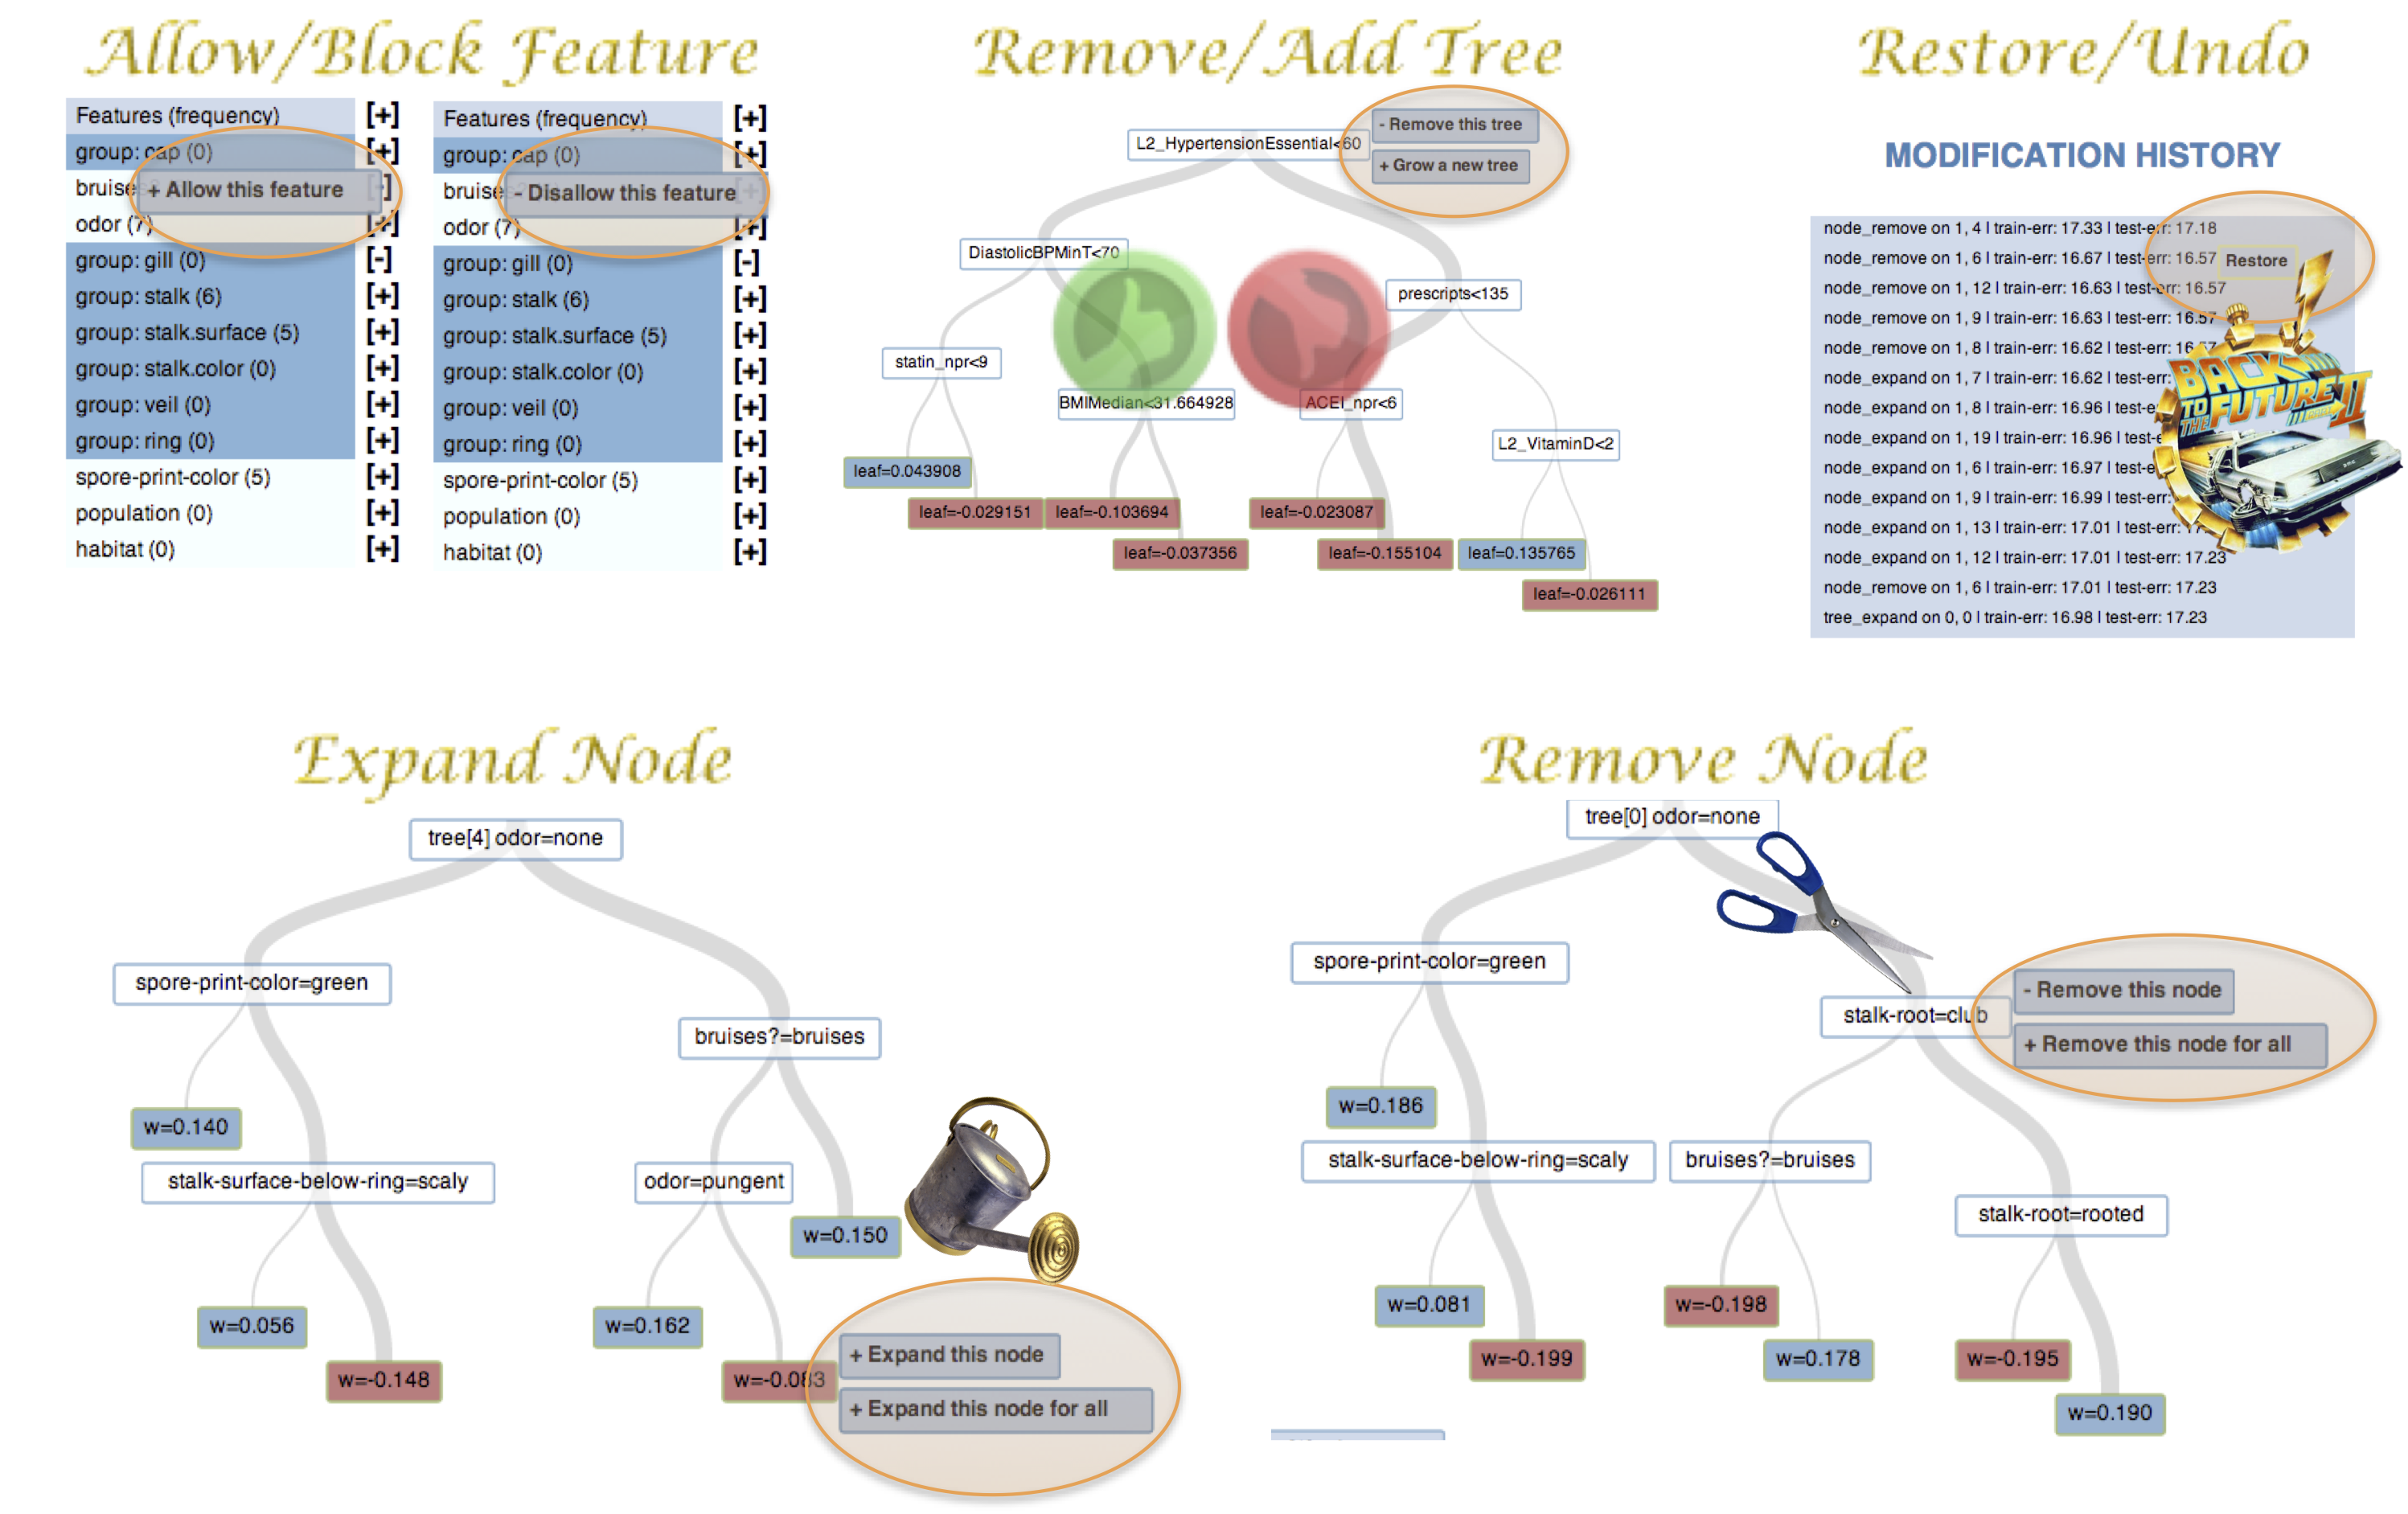 Allow/Block Feature
Features (frequency) [+]
group: cap (0) [+]
bruise
+ Allow this feature
odor (7) [+]
group: gill (0) [-]
group: stalk (6) [+]
group: stalk.surface (5) [+]
group: stalk.color (0) [+]
group: veil (0) [+]
group: ring (0) [+]
spore-print-color (5) [+]
population (0) [+]
habitat (0) [+]
Features (frequency) [+]
group: cap (0) [+]
bruises?
- Disallow this feature
odor (7) [+]
group: gill (0) [-]
group: stalk (6) [+]
group: stalk.surface (5) [+]
group: stalk.color (0) [+]
group: veil (0) [+]
group: ring (0) [+]
spore-print-color (5) [+]
population (0) [+]
habitat (0) [+]
Remove/Add Tree
- Remove this tree
L2_HypertensionEssential<60
+ Grow a new tree
DiastolicBPMinT<70
prescripts<135
statin_npr<9
BMIMedian<31.664928
ACEI_npr<6
L2_VitaminD<2
leaf=0.043908
leaf=-0.029151
leaf=-0.103694
leaf=-0.023087
leaf=-0.037356
leaf=-0.155104
leaf=0.135765
leaf=-0.026111
Restore/Undo
MODIFICATION HISTORY
node_remove on 1, 4 | train-err: 17.33 | test-err: 17.18
node_remove on 1, 6 | train-err: 16.67 | test-err: 16.57
Restore
node_remove on 1, 12 | train-err: 16.63 | test-err: 16.57
node_remove on 1, 9 | train-err: 16.63 | test-err: 16.57
node_remove on 1, 8 | train-err: 16.62 | test-err: 16.57
node_expand on 1, 7 | train-err: 16.62 | test-err:
node_expand on 1, 8 | train-err: 16.96 | test-e
node_expand on 1, 19 | train-err: 16.96 | test-e
node_expand on 1, 6 | train-err: 16.97 | test-e
node_expand on 1, 9 | train-err: 16.99 | test-err:
node_expand on 1, 13 | train-err: 17.01 | test-err:
node_expand on 1, 12 | train-err: 17.01 | test-err: 17.23
node_remove on 1, 6 | train-err: 17.01 | test-err: 17.23
tree_expand on 0, 0 | train-err: 16.98 | test-err: 17.23
BACK
TO THE FUTURE II
Expand Node
tree[4] odor=none
spore-print-color=green
bruises?=bruises
w=0.140
stalk-surface-below-ring=scaly
odor=pungent
w=0.150
w=0.056
w=0.162
w=-0.148
w=-0.083
+ Expand this node
+ Expand this node for all
Remove Node
tree[0] odor=none
spore-print-color=green
stalk-root=club
- Remove this node
+ Remove this node for all
w=0.186
stalk-surface-below-ring=scaly
bruises?=bruises
stalk-root=rooted
w=0.081
w=-0.198
w=-0.199
w=0.178
w=-0.195
w=0.190